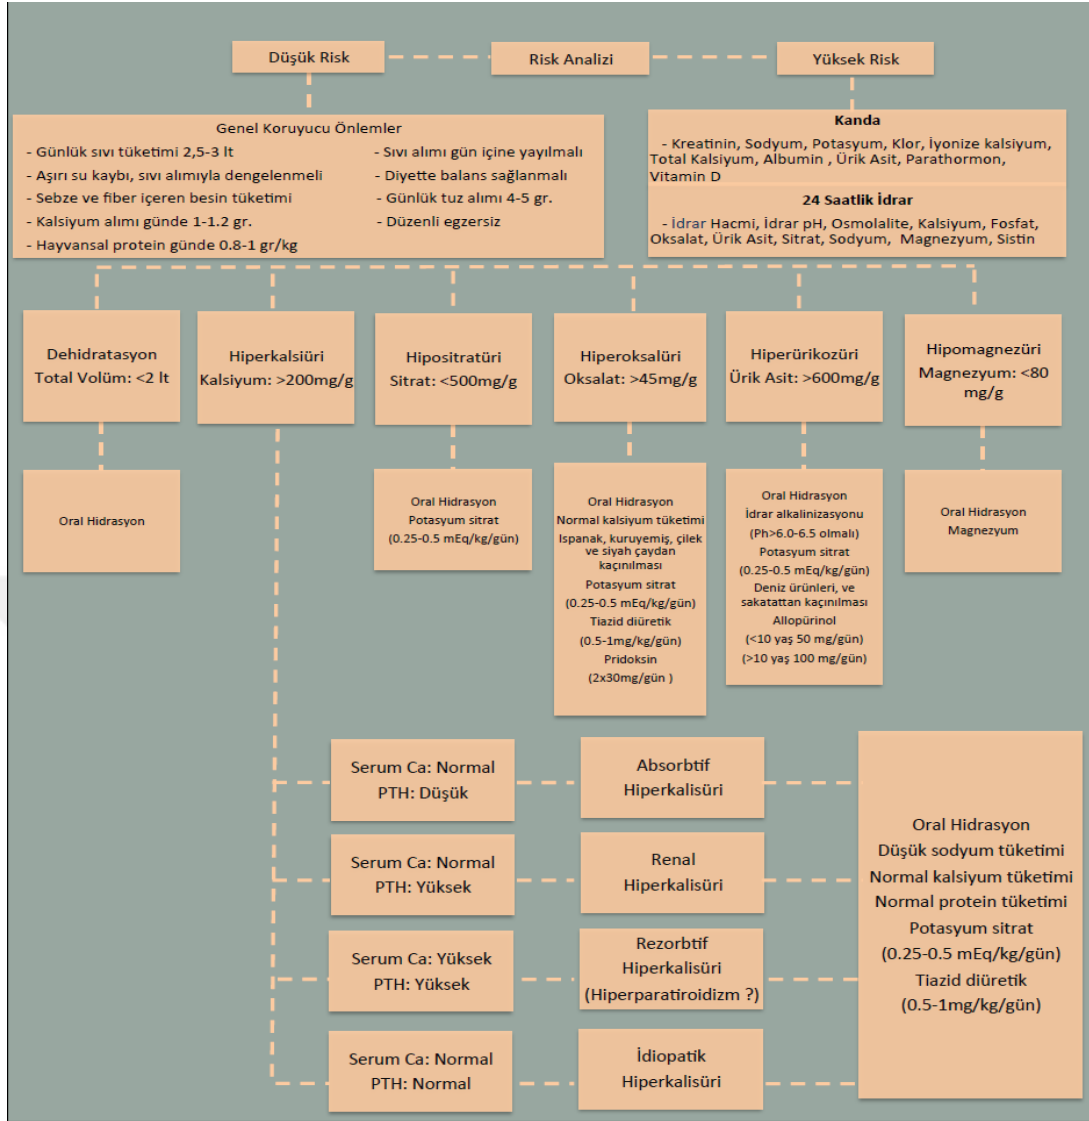 Düşük Risk
Risk Analizi
Yüksek Risk
Genel Koruyucu Önlemler
- Günlük sıvı tüketimi 2,5-3 lt
- Aşırı su kaybı, sıvı alımıyla dengelenmeli
- Sebze ve fiber içeren besin tüketimi
- Kalsiyum alımı günde 1-1.2 gr.
- Hayvansal protein günde 0.8-1 gr/kg
- Sıvı alımı gün içine yayılmalı
- Diyette balans sağlanmalı
- Günlük tuz alımı 4-5 gr.
- Düzenli egzersiz
Kanda
- Kreatinin, Sodyum, Potasyum, Klor, İyonize kalsiyum,
Total Kalsiyum, Albumin , Ürik Asit, Parathormon,
Vitamin D
24 Saatlik İdrar
- İdrar Hacmi, İdrar pH, Osmolalite, Kalsiyum, Fosfat,
Oksalat, Ürik Asit, Sitrat, Sodyum, Magnezyum, Sistin
Dehidratasyon
Total Volüm: <2 lt
Hiperkalsiüri
Kalsiyum: >200mg/g
Hipositratüri
Sitrat: <500mg/g
Hiperoksalüri
Oksalat: >45mg/g
Hiperürikozüri
Ürik Asit: >600mg/g
Hipomagnezüri
Magnezyum: <80
mg/g
Oral Hidrasyon
Oral Hidrasyon
Potasyum sitrat
(0.25-0.5 mEq/kg/gün)
Oral Hidrasyon
Normal kalsiyum tüketimi
Ispanak, kuruyemiş, çilek
ve siyah çaydan
kaçınılması
Potasyum sitrat
(0.25-0.5 mEq/kg/gün)
Tiazid diüretik
(0.5-1mg/kg/gün)
Pridoksin
(2x30mg/gün )
Oral Hidrasyon
İdrar alkalinizasyonu
(Ph>6.0-6.5 olmalı)
Potasyum sitrat
(0.25-0.5 mEq/kg/gün)
Deniz ürünleri, ve
sakatattan kaçınılması
Allopürinol
(<10 yaş 50 mg/gün)
(>10 yaş 100 mg/gün)
Oral Hidrasyon
Magnezyum
Serum Ca: Normal
PTH: Düşük
Absorbtif
Hiperkalisüri
Serum Ca: Normal
PTH: Yüksek
Renal
Hiperkalisüri
Serum Ca: Yüksek
PTH: Yüksek
Rezorbtif
Hiperkalisüri
(Hiperparatiroidizm ?)
Serum Ca: Normal
PTH: Normal
İdiopatik
Hiperkalisüri
Oral Hidrasyon
Düşük sodyum tüketimi
Normal kalsiyum tüketimi
Normal protein tüketimi
Potasyum sitrat
(0.25-0.5 mEq/kg/gün)
Tiazid diüretik
(0.5-1mg/kg/gün)